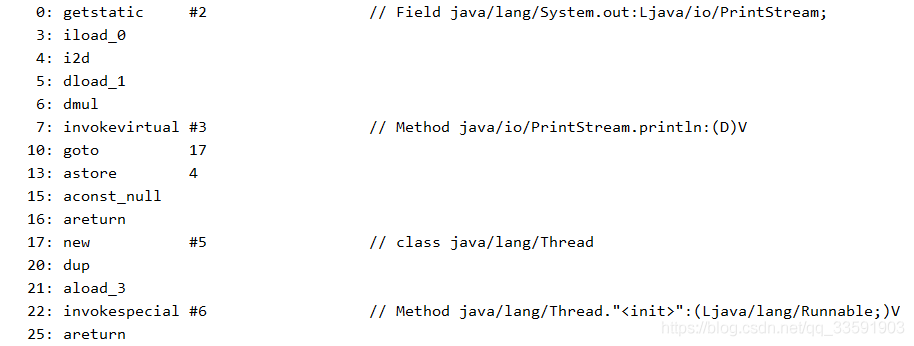 0: getstatic #2 // Field java/lang/System.out:Ljava/io/PrintStream;
3: iload_0
4: i2d
5: dload_1
6: dmul
7: invokevirtual #3 // Method java/io/PrintStream.println:(D)V
10: goto 17
13: astore 4
15: aconst_null
16: areturn
17: new #5 // class java/lang/Thread
20: dup
21: aload_3
22: invokespecial #6 // Method java/lang/Thread."<init>":(Ljava/lang/Runnable;)V
25: areturn
https://blog.csdn.net/qq_33591903